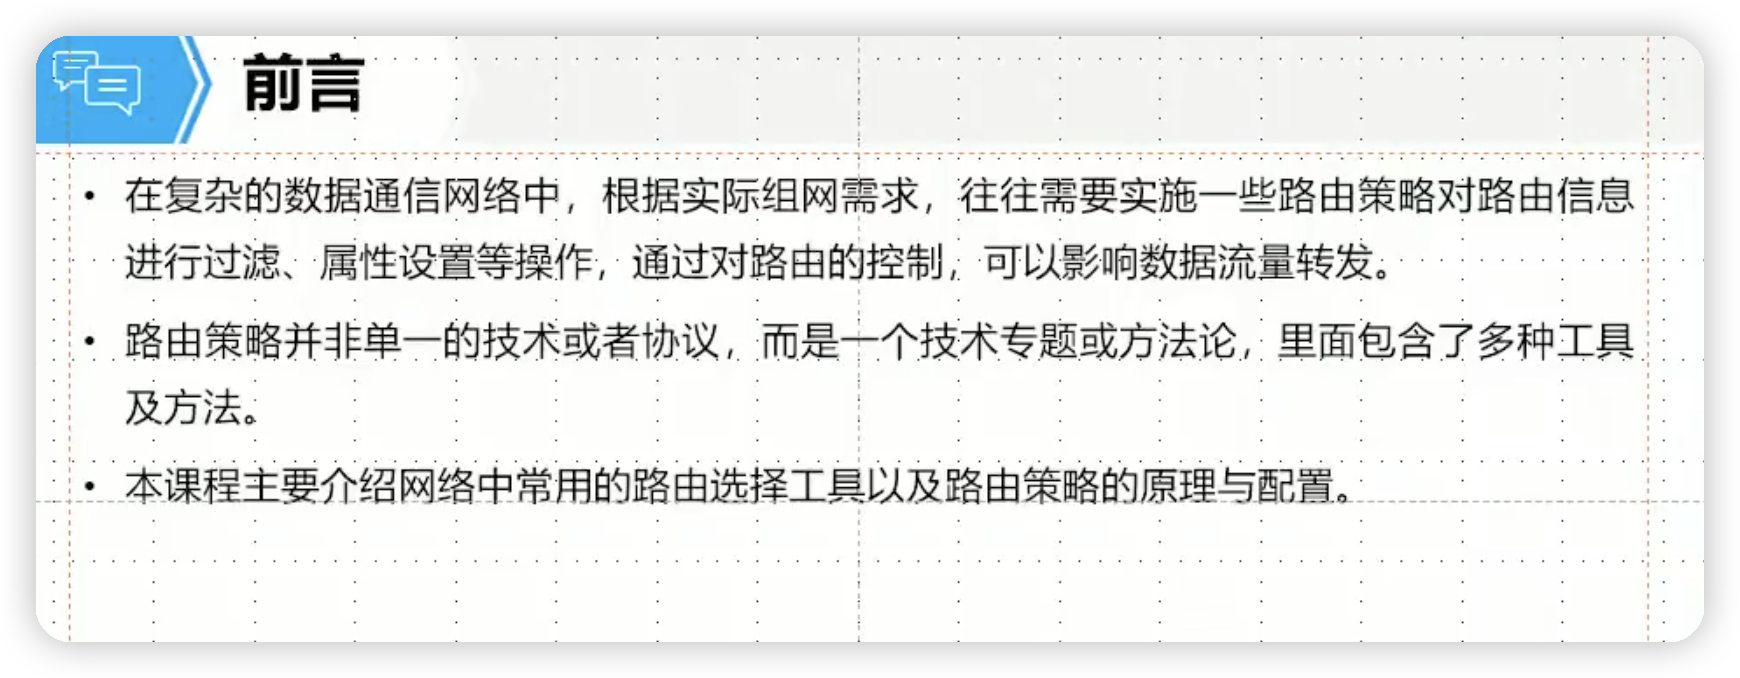 前言
• 在复杂的数据通信网络中，根据实际组网需求，往往需要实施一些路由策略对路由信息
进行过滤、属性设置等操作，通过对路由的控制，可以影响数据流量转发。
• 路由策略并非单一的技术或者协议，而是一个技术专题或方法论，里面包含了多种工具
及方法。
• 本课程主要介绍网络中常用的路由选择工具以及路由策略的原理与配置。